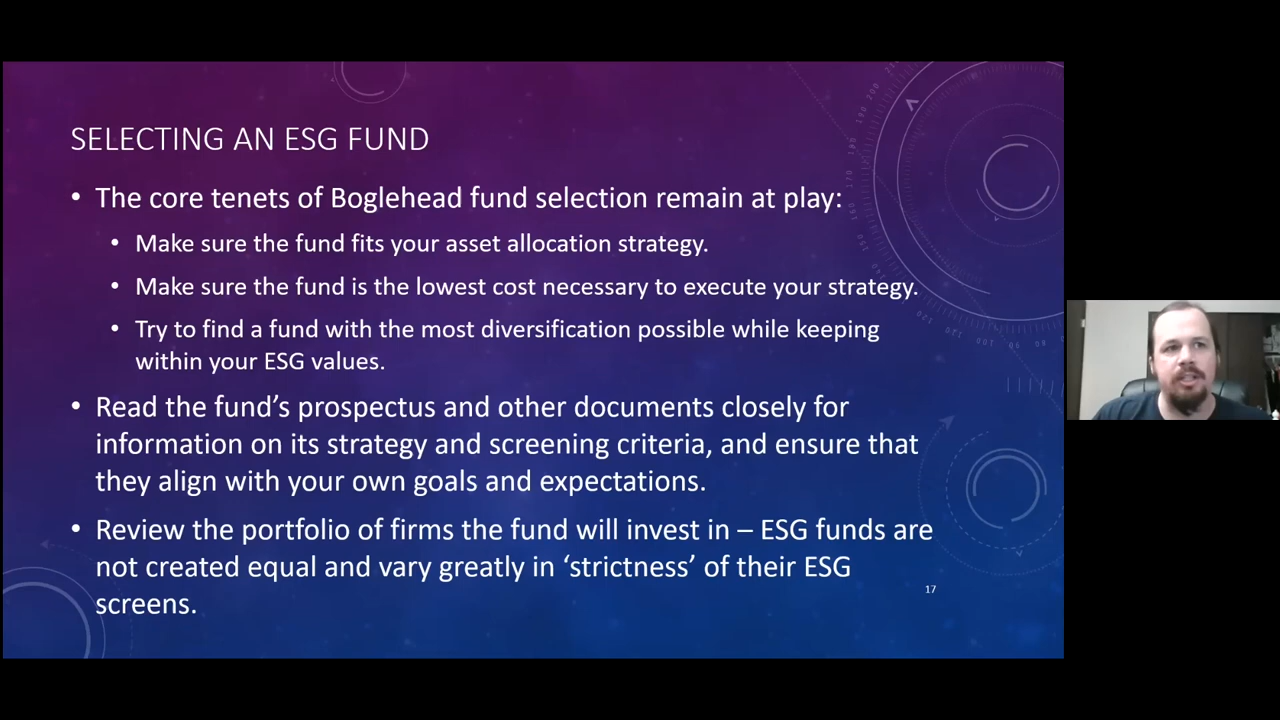 SELECTING AN ESG FUND
• The core tenets of Boglehead fund selection remain at play:
• Make sure the fund fits your asset allocation strategy.
• Make sure the fund is the lowest cost necessary to execute your strategy.
• Try to find a fund with the most diversification possible while keeping
within your ESG values.
• Read the fund’s prospectus and other documents closely for
information on its strategy and screening criteria, and ensure that
they align with your own goals and expectations.
• Review the portfolio of firms the fund will invest in – ESG funds are
not created equal and vary greatly in ‘strictness’ of their ESG
screens.
17